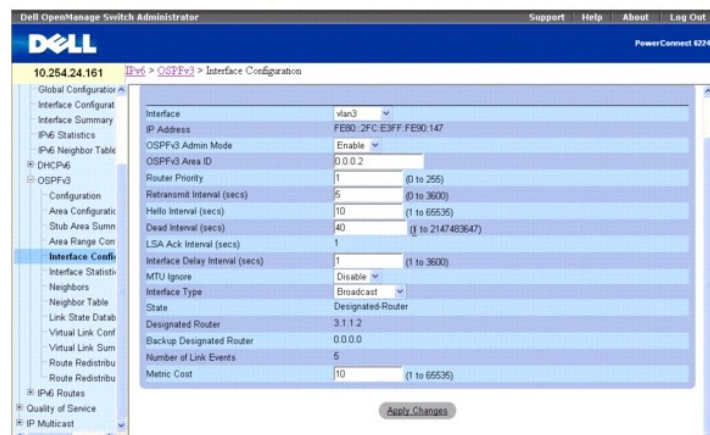 Dell OpenManage Switch Administrator
Support Help About Log Out
DELL
PowerConnect 6224
10.254.24.161
IPv6 > OSPFv3 > Interface Configuration
Global Configuration
Interface Configurat
Interface Summary
IPv6 Statistics
IPv6 Neighbor Table
DHCPv6
OSPFv3
Configuration
Area Configuratic
Stub Area Summ
Area Range Con
Interface Config
Interface Statistic
Neighbors
Neighbor Table
Link State Datab
Virtual Link Conf
Virtual Link Sum
Route Redistribu
Route Redistribu
IPv6 Routes
Quality of Service
IP Multicast
Interface vlan3
IP Address FE80::2FC:E3FF:FE90:147
OSPFv3 Admin Mode Enable
OSPFv3 Area ID 0.0.0.2
Router Priority 1 (0 to 255)
Retransmit Interval (secs) 5 (0 to 3600)
Hello Interval (secs) 10 (1 to 65535)
Dead Interval (secs) 40 (1 to 2147483647)
LSA Ack Interval (secs) 1
Interface Delay Interval (secs) 1 (1 to 3600)
MTU Ignore Disable
Interface Type Broadcast
State Designated-Router
Designated Router 3.1.1.2
Backup Designated Router 0.0.0.0
Number of Link Events 5
Metric Cost 10 (1 to 65535)
Apply Changes